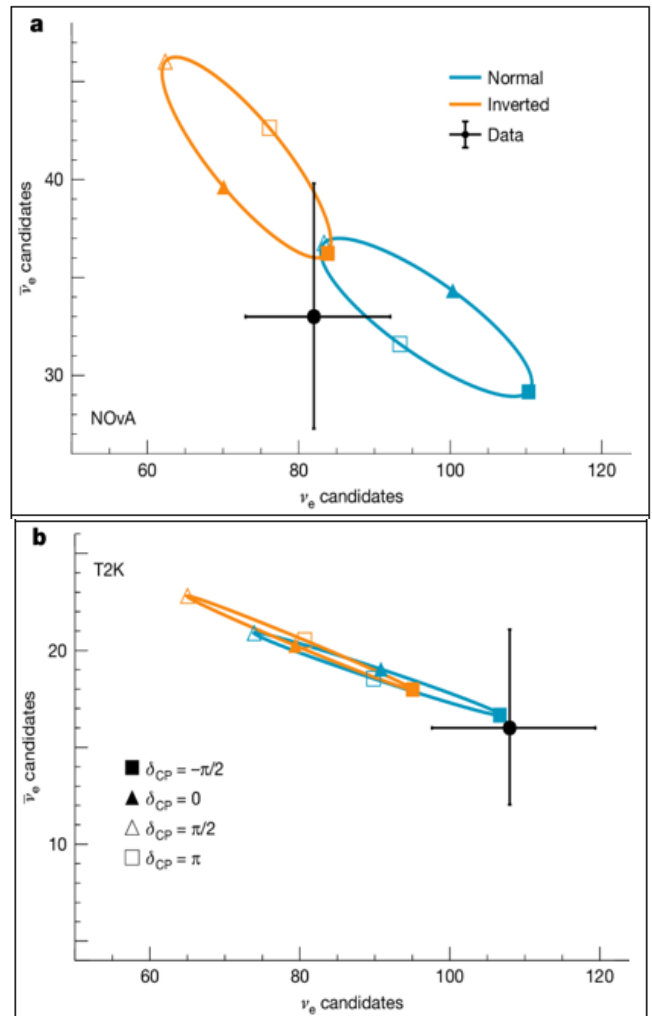 a
Normal
Inverted
Data
40
30
ν̅e candidates
NOvA
60 80 100 120
νe candidates
b
T2K
20
10
ν̅e candidates
δCP = –π/2
δCP = 0
δCP = π/2
δCP = π
60 80 100 120
νe candidates